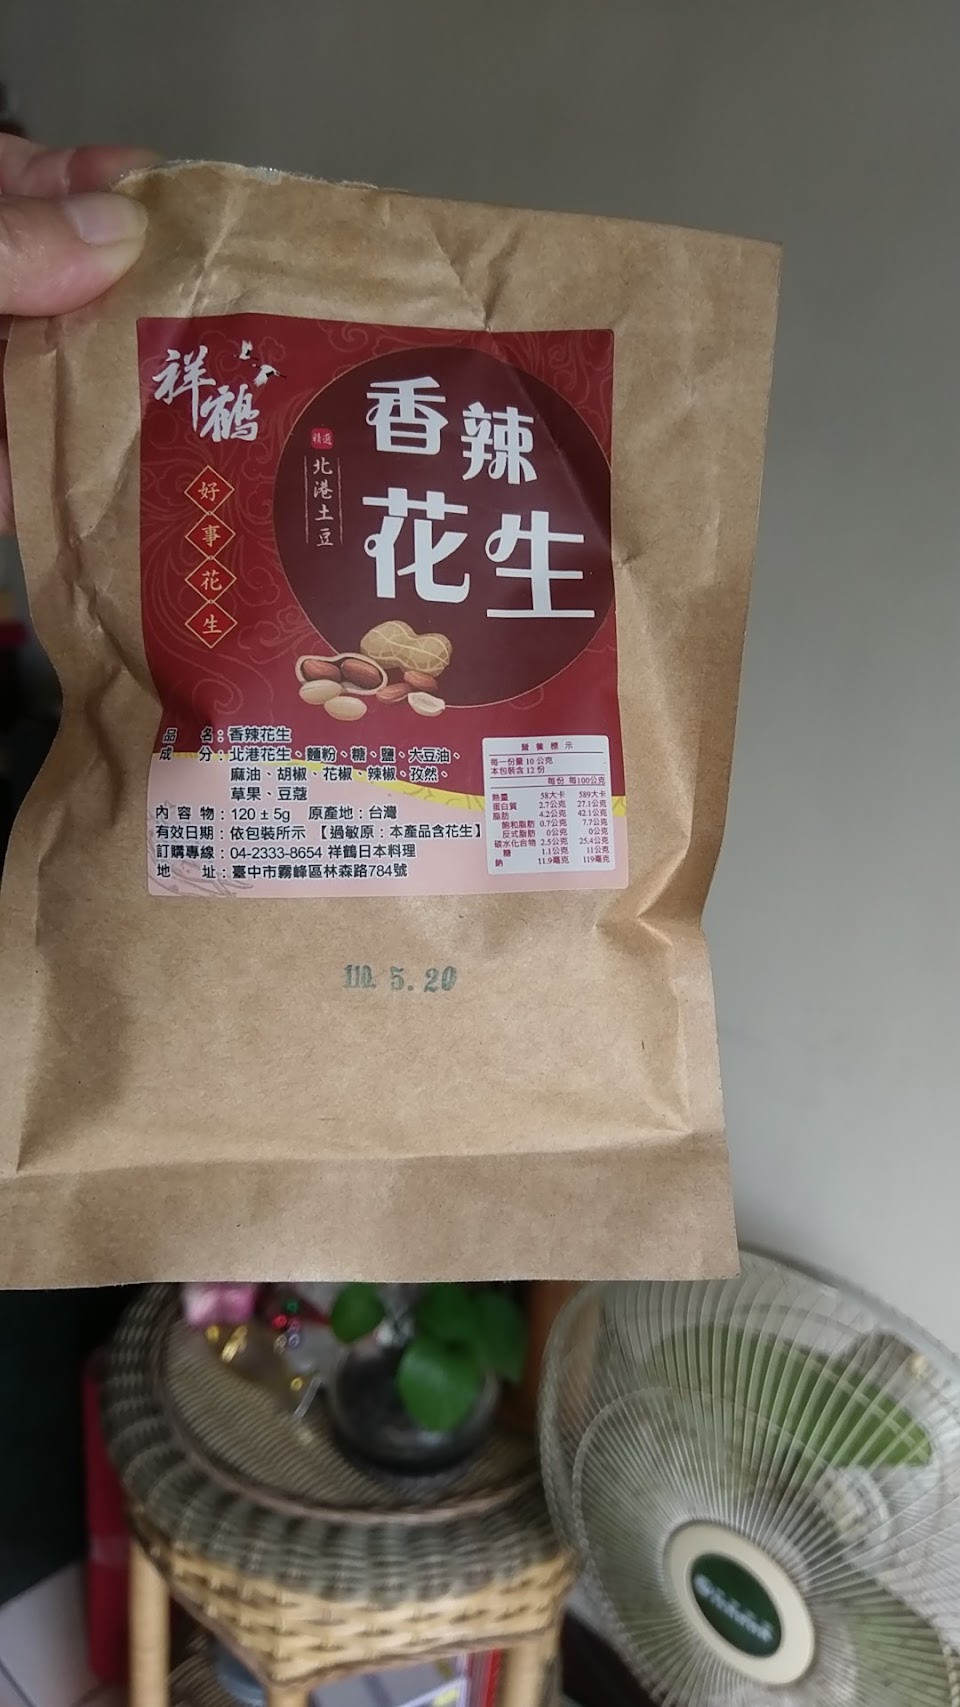 祥鶴
好事花生
精選
北港土豆
香辣
花生
品名：香辣花生
成分：北港花生、麵粉、糖、鹽、大豆油、
麻油、胡椒、花椒、辣椒、孜然、
草果、豆蔻
內容物：120 ± 5g 原產地：台灣
有效日期：依包裝所示 【過敏原：本產品含花生】
訂購專線：04-2333-8654 祥鶴日本料理
地址：臺中市霧峰區林森路784號
營養標示
每一份量 10 公克
本包裝含 12 份
每份 每100公克
熱量 58大卡 589大卡
蛋白質 2.7公克 27.1公克
脂肪 4.2公克 42.1公克
飽和脂肪 0.7公克 7.7公克
反式脂肪 0公克 0公克
碳水化合物 2.5公克 25.4公克
糖 1.1公克 11公克
鈉 11.9毫克 119毫克
110. 5. 20